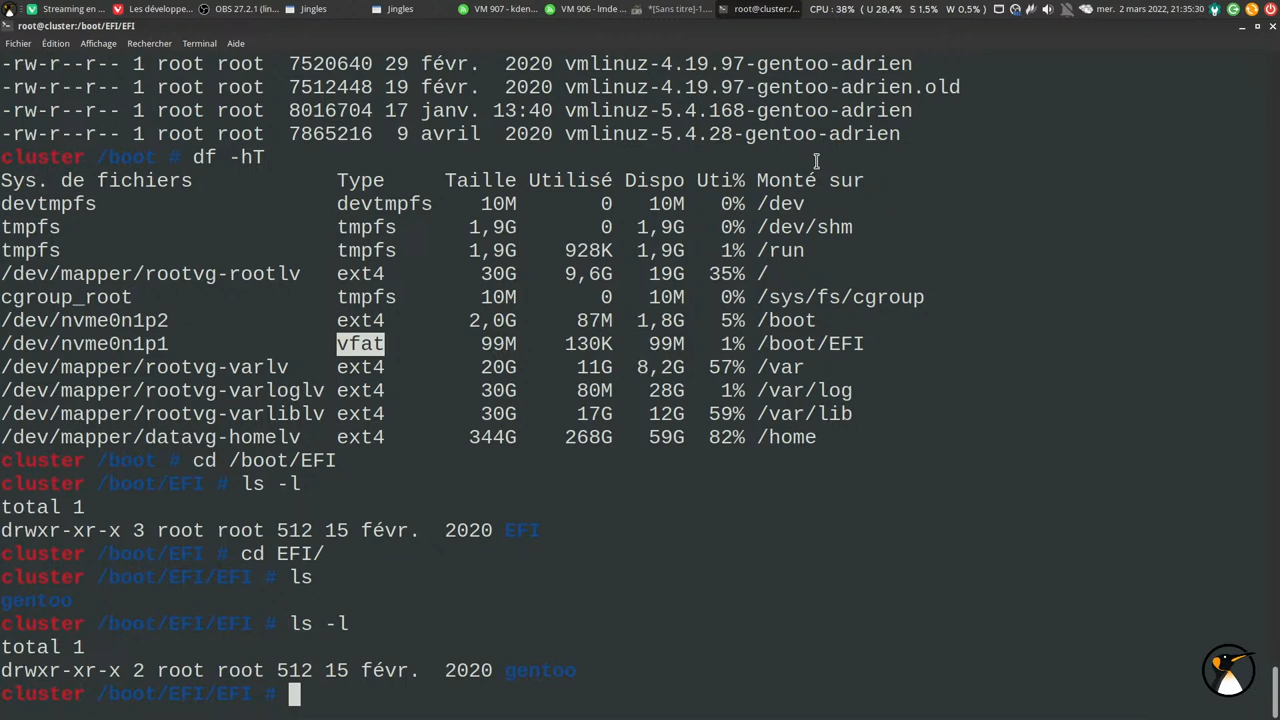 Streaming en ...
Les développe...
OBS 27.2.1 (linu...
Jingles
Jingles
VM 907 - kden...
VM 906 - lmde ...
*[Sans titre]-1....
root@cluster:/...
CPU : 38% ( U 28,4% S 1,5% W 0,5% )
mer. 2 mars 2022, 21:35:30
root@cluster:/boot/EFI/EFI
Fichier Édition Affichage Rechercher Terminal Aide
-rw-r--r-- 1 root root 7520640 29 févr. 2020 vmlinuz-4.19.97-gentoo-adrien
-rw-r--r-- 1 root root 7512448 19 févr. 2020 vmlinuz-4.19.97-gentoo-adrien.old
-rw-r--r-- 1 root root 8016704 17 janv. 13:40 vmlinuz-5.4.168-gentoo-adrien
-rw-r--r-- 1 root root 7865216 9 avril 2020 vmlinuz-5.4.28-gentoo-adrien
cluster /boot # df -hT
Sys. de fichiers Type Taille Utilisé Dispo Uti% Monté sur
devtmpfs devtmpfs 10M 0 10M 0% /dev
tmpfs tmpfs 1,9G 0 1,9G 0% /dev/shm
tmpfs tmpfs 1,9G 928K 1,9G 1% /run
/dev/mapper/rootvg-rootlv ext4 30G 9,6G 19G 35% /
cgroup_root tmpfs 10M 0 10M 0% /sys/fs/cgroup
/dev/nvme0n1p2 ext4 2,0G 87M 1,8G 5% /boot
/dev/nvme0n1p1 vfat 99M 130K 99M 1% /boot/EFI
/dev/mapper/rootvg-varlv ext4 20G 11G 8,2G 57% /var
/dev/mapper/rootvg-varloglv ext4 30G 80M 28G 1% /var/log
/dev/mapper/rootvg-varliblv ext4 30G 17G 12G 59% /var/lib
/dev/mapper/datavg-homelv ext4 344G 268G 59G 82% /home
cluster /boot # cd /boot/EFI
cluster /boot/EFI # ls -l
total 1
drwxr-xr-x 3 root root 512 15 févr. 2020 EFI
cluster /boot/EFI # cd EFI/
cluster /boot/EFI/EFI # ls
gentoo
cluster /boot/EFI/EFI # ls -l
total 1
drwxr-xr-x 2 root root 512 15 févr. 2020 gentoo
cluster /boot/EFI/EFI #